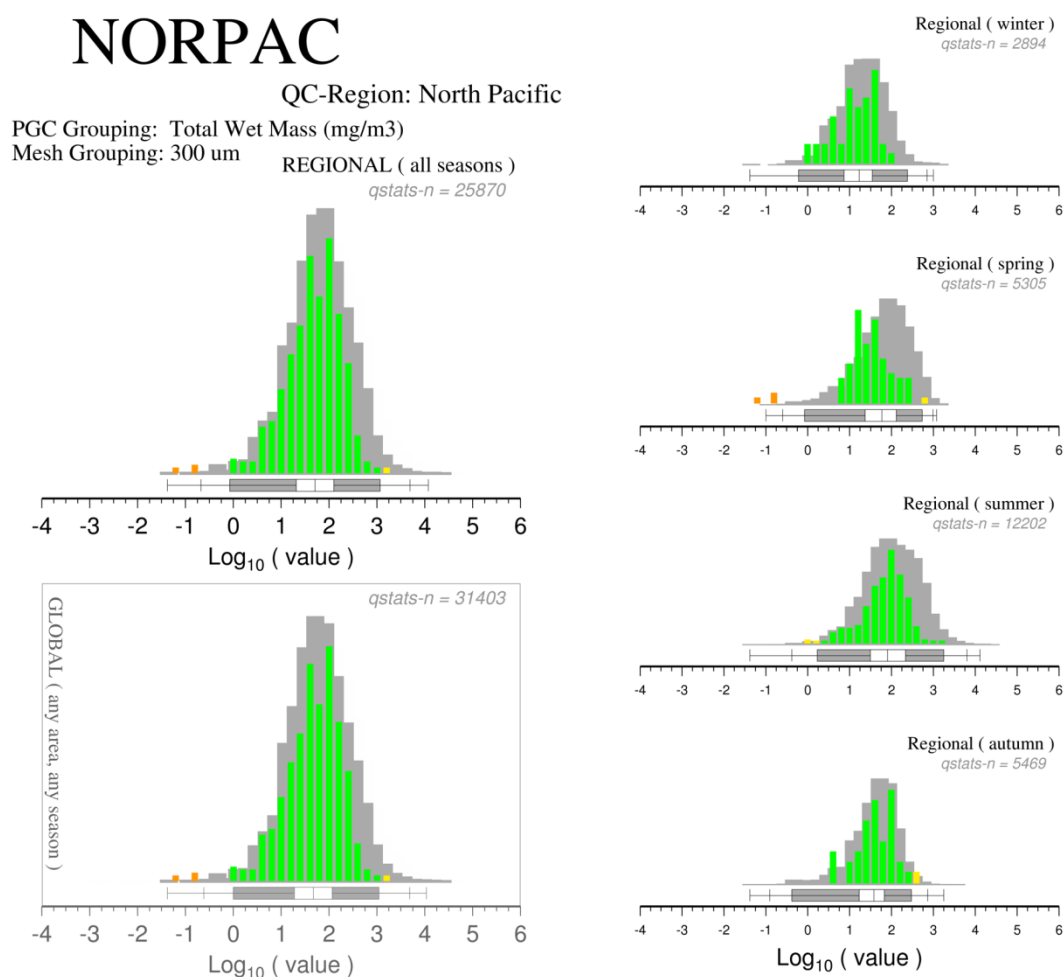 NORPAC
QC-Region: North Pacific
PGC Grouping: Total Wet Mass (mg/m3)
Mesh Grouping: 300 um
REGIONAL ( all seasons )
qstats-n = 25870
-4 -3 -2 -1 0 1 2 3 4 5 6
Log10 ( value )
GLOBAL ( any area, any season )
qstats-n = 31403
-4 -3 -2 -1 0 1 2 3 4 5 6
Log10 ( value )
Regional ( winter )
qstats-n = 2894
-4 -3 -2 -1 0 1 2 3 4 5 6
Regional ( spring )
qstats-n = 5305
-4 -3 -2 -1 0 1 2 3 4 5 6
Regional ( summer )
qstats-n = 12202
-4 -3 -2 -1 0 1 2 3 4 5 6
Regional ( autumn )
qstats-n = 5469
-4 -3 -2 -1 0 1 2 3 4 5 6
Log10 ( value )